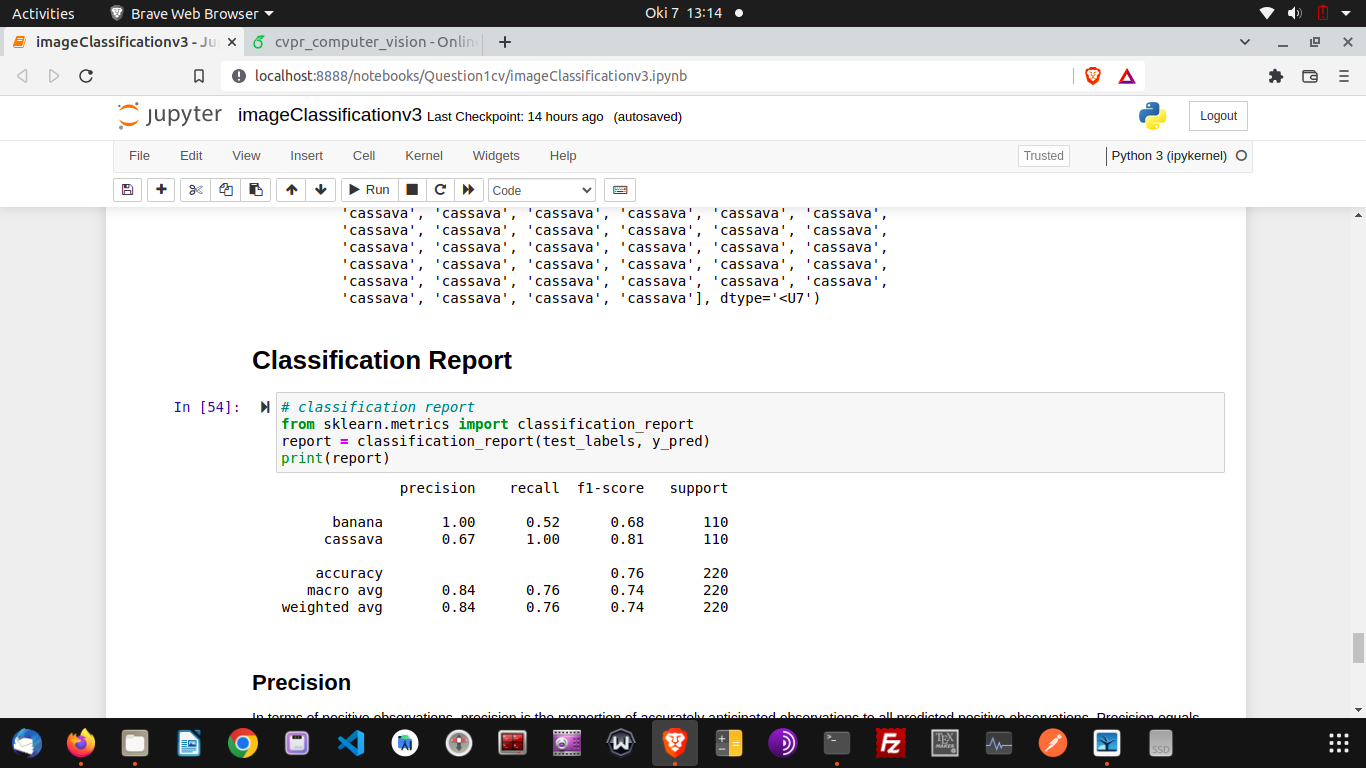 Activities Brave Web Browser Oki 7 13:14
imageClassificationv3 - Ju cvpr_computer_vision - Onlin
localhost:8888/notebooks/Question1cv/imageClassificationv3.ipynb
jupyter imageClassificationv3 Last Checkpoint: 14 hours ago (autosaved) Logout
File Edit View Insert Cell Kernel Widgets Help Trusted Python 3 (ipykernel)
Run Code
'cassava', 'cassava', 'cassava', 'cassava', 'cassava', 'cassava',
'cassava', 'cassava', 'cassava', 'cassava', 'cassava', 'cassava',
'cassava', 'cassava', 'cassava', 'cassava', 'cassava', 'cassava',
'cassava', 'cassava', 'cassava', 'cassava', 'cassava', 'cassava',
'cassava', 'cassava', 'cassava', 'cassava', 'cassava', 'cassava',
'cassava', 'cassava', 'cassava', 'cassava'], dtype='<U7')
Classification Report
In [54]: # classification report
from sklearn.metrics import classification_report
report = classification_report(test_labels, y_pred)
print(report)
precision recall f1-score support
banana 1.00 0.52 0.68 110
cassava 0.67 1.00 0.81 110
accuracy 0.76 220
macro avg 0.84 0.76 0.74 220
weighted avg 0.84 0.76 0.74 220
Precision
In terms of positive observations, precision is the proportion of accurately anticipated observations to all predicted positive observations. Precision equals
SSD